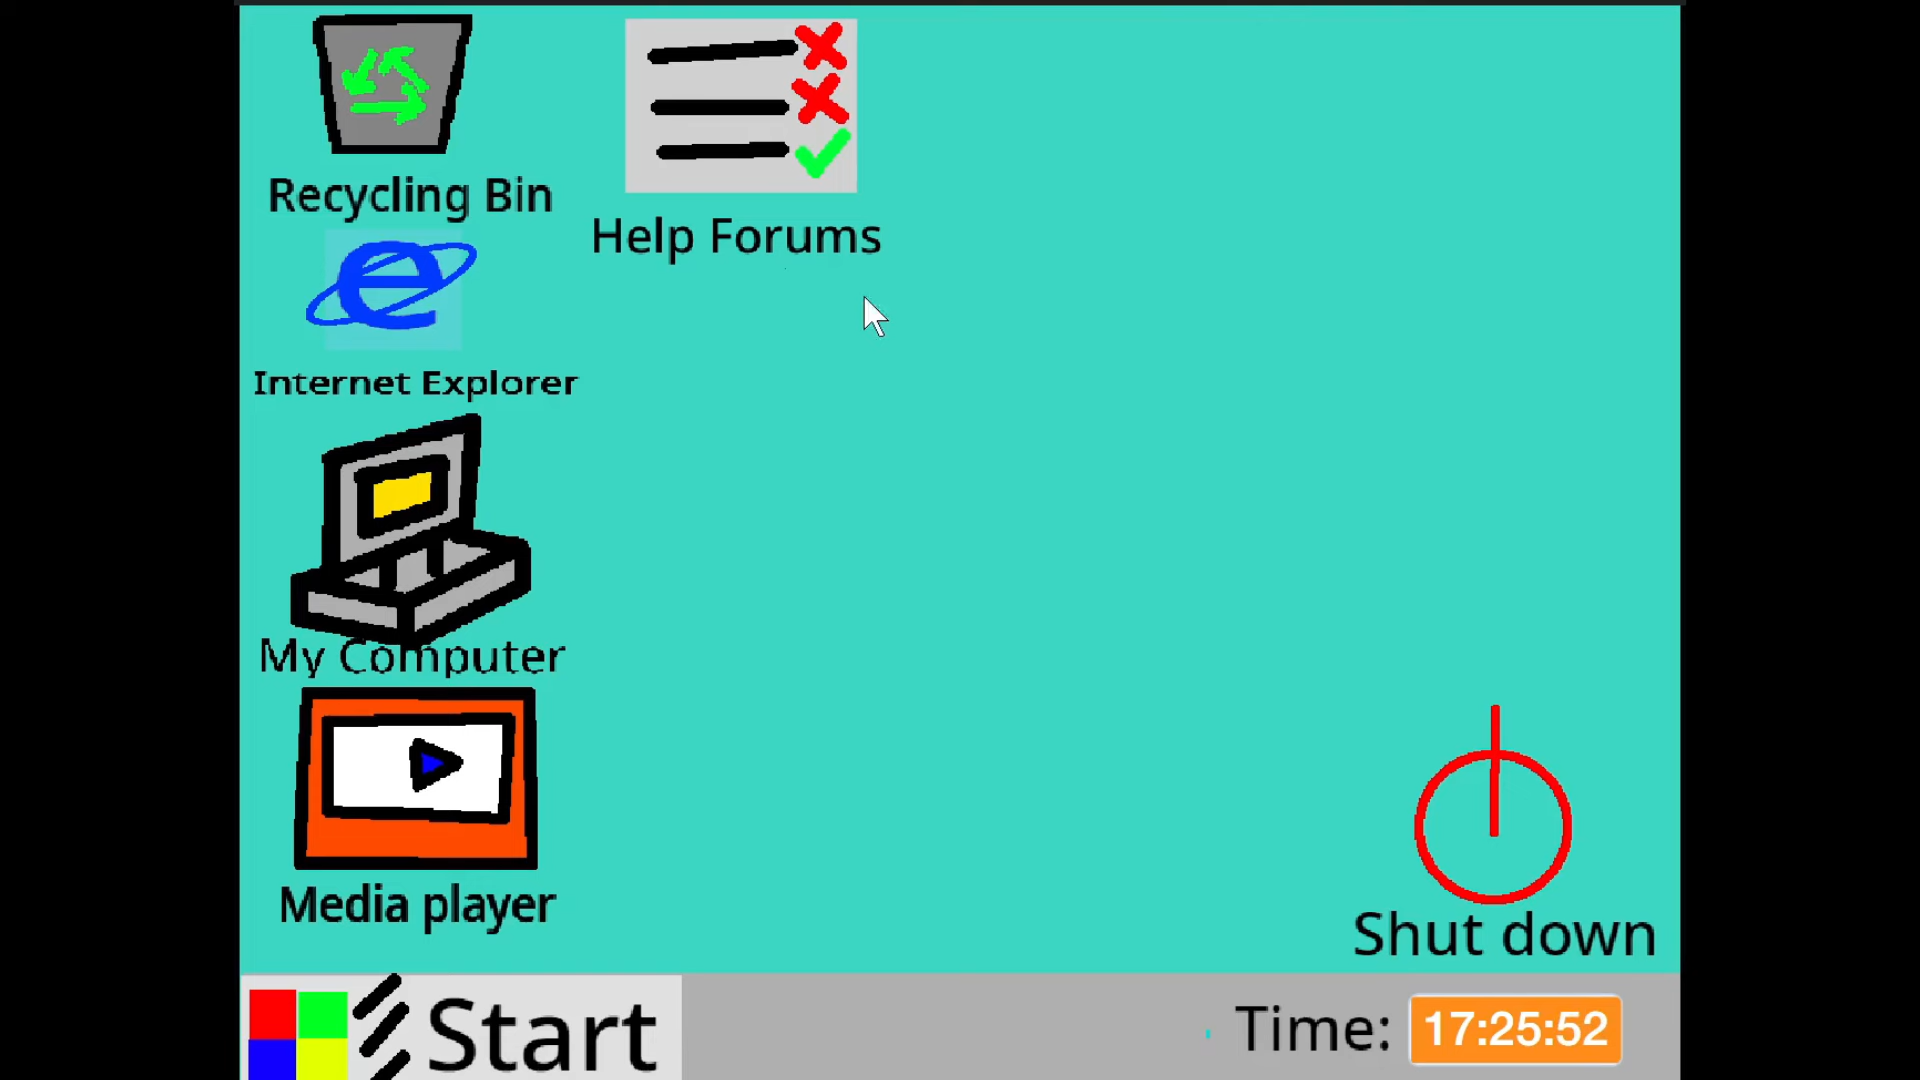 Recycling Bin
Help Forums
Internet Explorer
My Computer
Media player
Shut down
Start
Time: 17:25:52